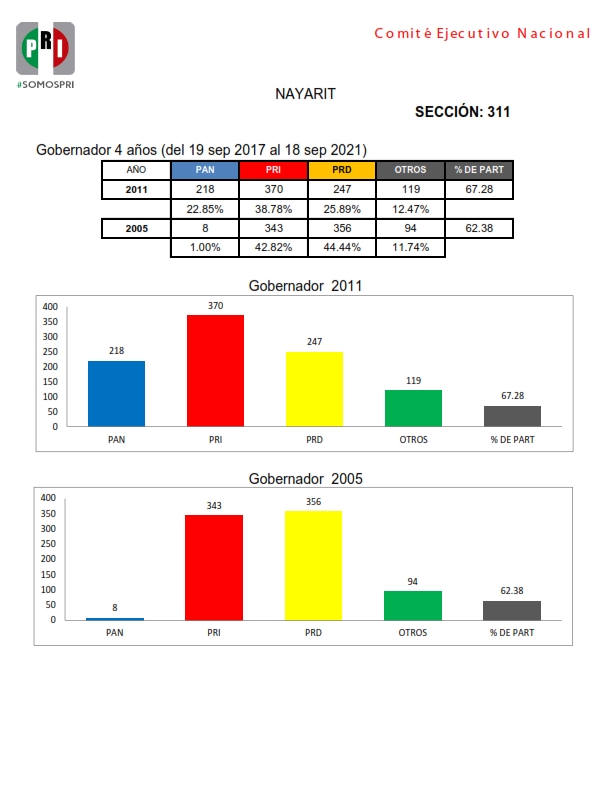 Comité Ejecutivo Nacional
PRI
#SOMOSPRI
NAYARIT
SECCIÓN: 311
Gobernador 4 años (del 19 sep 2017 al 18 sep 2021)
AÑO PAN PRI PRD OTROS % DE PART
2011 218 370 247 119 67.28
22.85% 38.78% 25.89% 12.47%
2005 8 343 356 94 62.38
1.00% 42.82% 44.44% 11.74%
Gobernador 2011
400
350
300
250
200
150
100
50
0
218
370
247
119
67.28
PAN PRI PRD OTROS % DE PART
Gobernador 2005
400
350
300
250
200
150
100
50
0
8
343
356
94
62.38
PAN PRI PRD OTROS % DE PART